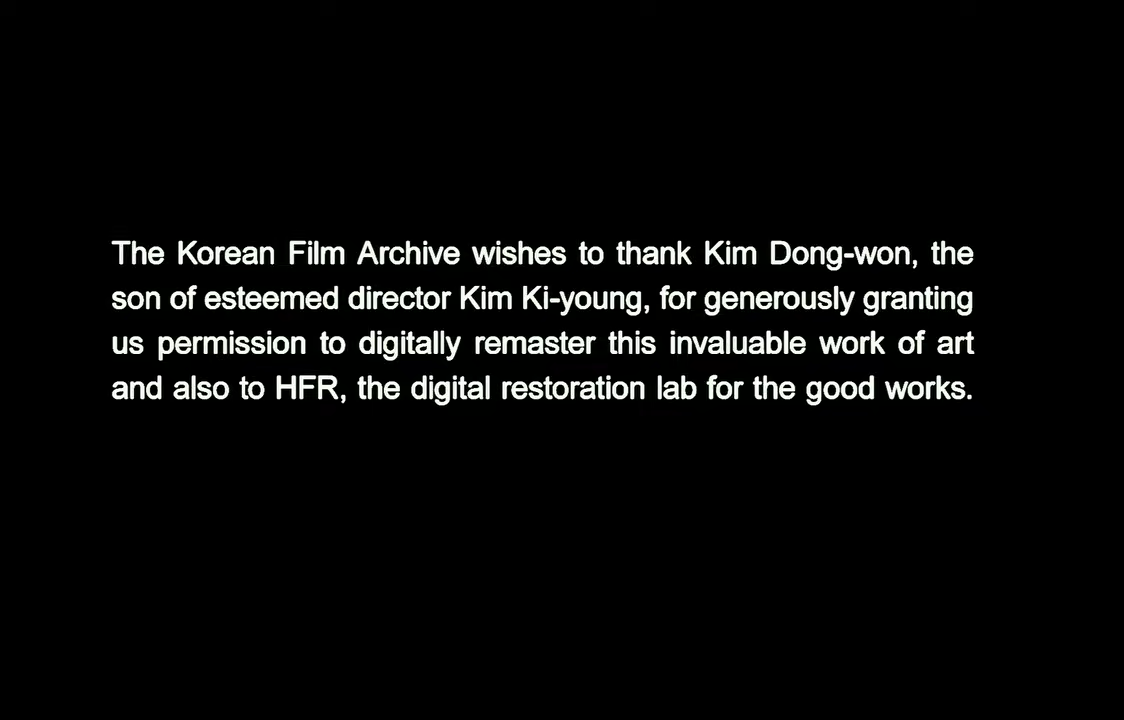 The Korean Film Archive wishes to thank Kim Dong-won, the
son of esteemed director Kim Ki-young, for generously granting
us permission to digitally remaster this invaluable work of art
and also to HFR, the digital restoration lab for the good works.